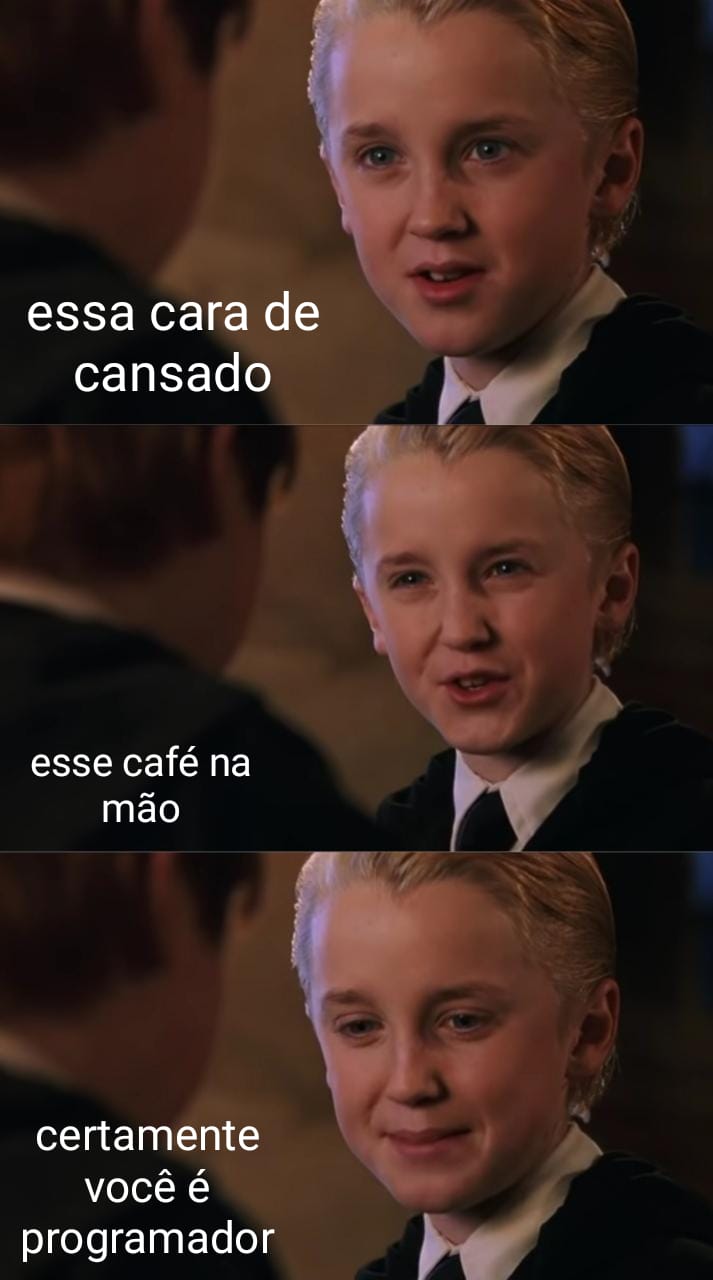 essa cara de
cansado
esse café na
mão
certamente
você é
programador